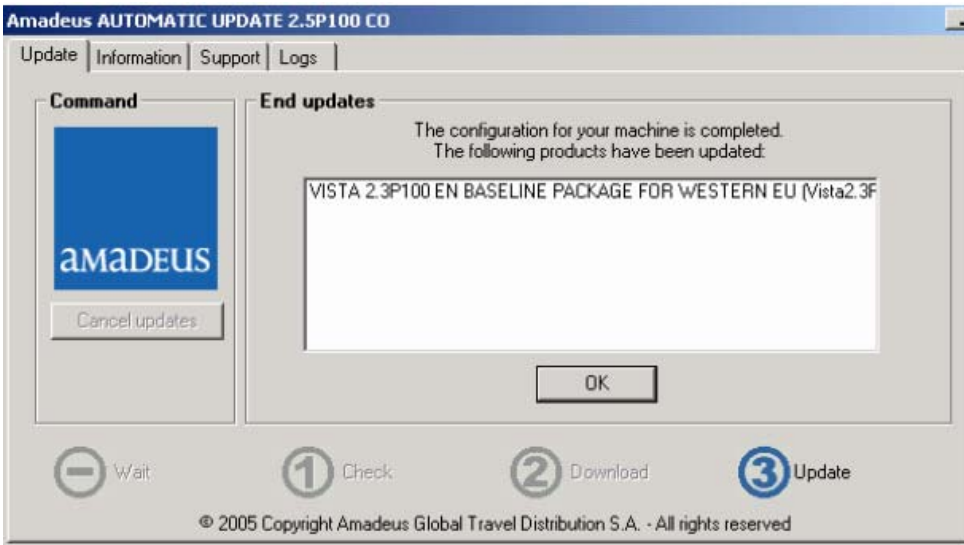 Amadeus AUTOMATIC UPDATE 2.5P100 CO
Update Information Support Logs
Command
amadeus
Cancel updates
End updates
The configuration for your machine is completed.
The following products have been updated:
VISTA 2.3P100 EN BASELINE PACKAGE FOR WESTERN EU (Vista2.3F
OK
Wait
1 Check
2 Download
3 Update
© 2005 Copyright Amadeus Global Travel Distribution S.A. - All rights reserved